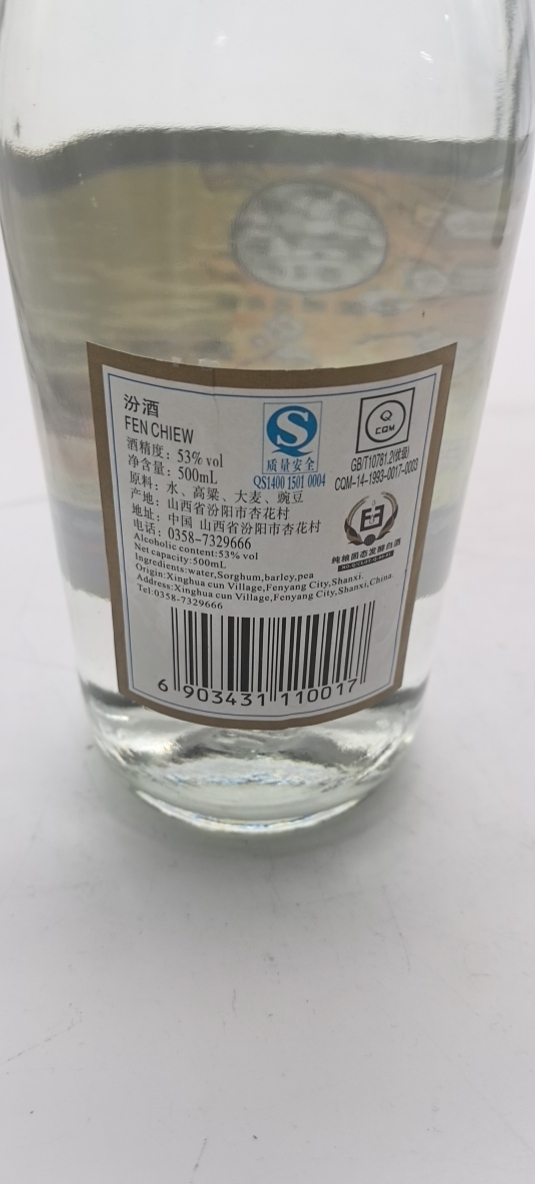 汾酒
FEN CHIEW
酒精度：53% vol
净含量：500mL
原料：水、高粱、大麦、豌豆
产地：山西省汾阳市杏花村
地址：中国 山西省汾阳市杏花村
电话：0358-7329666
Alcoholic content:53% vol
Net capacity:500mL
Ingredients:water,Sorghum,barley,pea
Origin:Xinghua cun Village,Fenyang City,Shanxi.
Address:Xinghua cun Village,Fenyang City,Shanxi,China.
Tel:0358-7329666
质量安全
QS1400 1501 0004
Q
CQM
GB/T10781.2(优级)
CQM-14-1993-0017-0003
纯粮固态发酵白酒
6 903431 110017